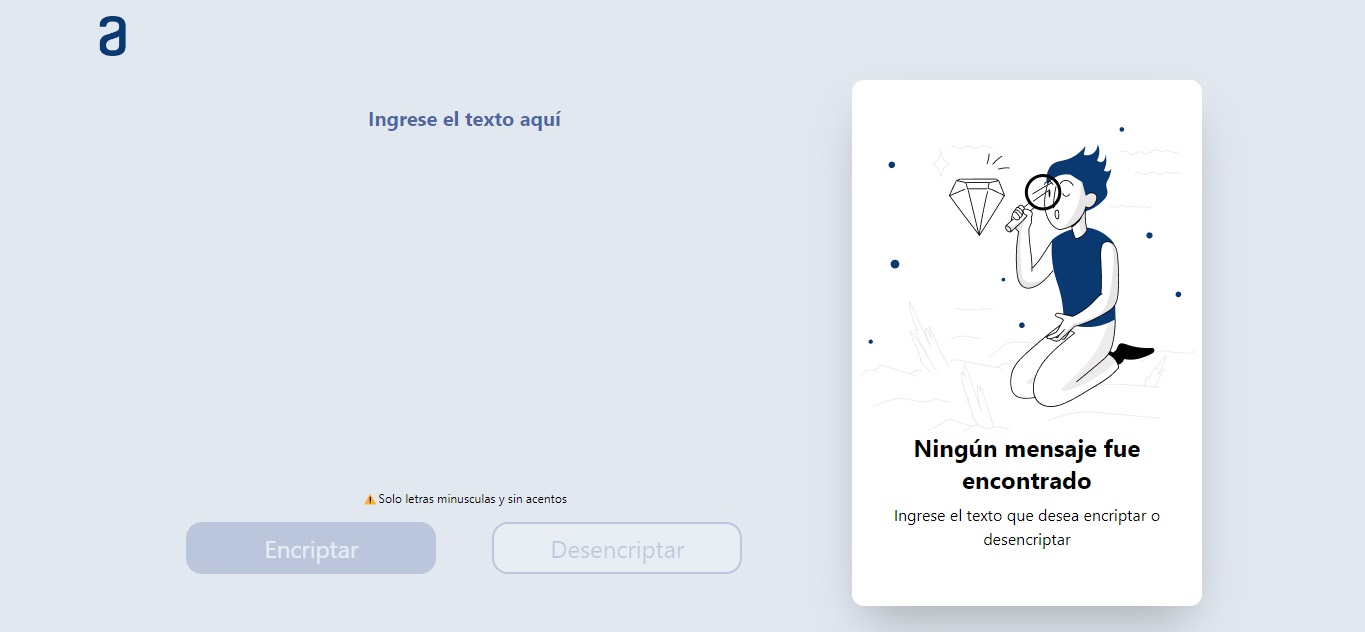 a
Ingrese el texto aquí
Solo letras minusculas y sin acentos
Encriptar
Desencriptar
Ningún mensaje fue
encontrado
Ingrese el texto que desea encriptar o
desencriptar